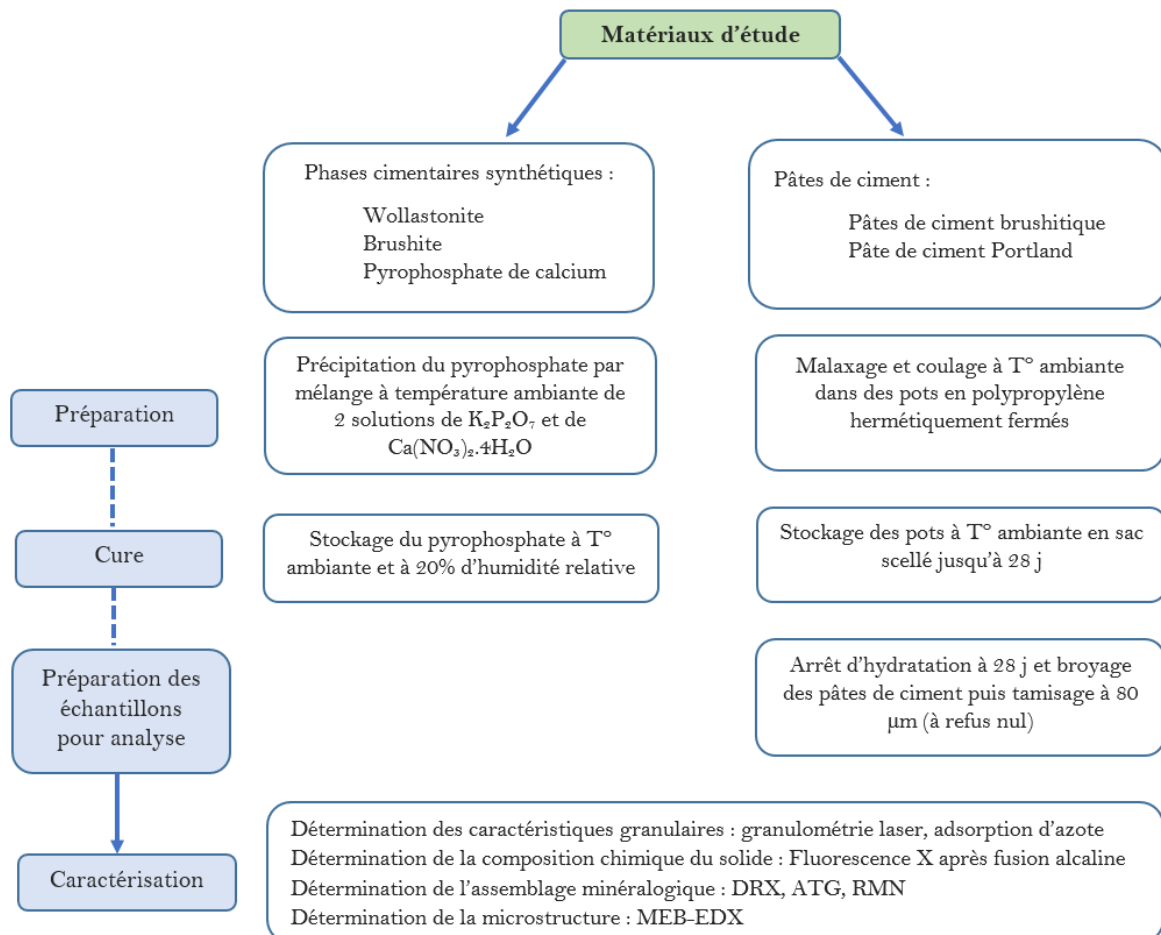 Matériaux d'étude
Phases cimentaires synthétiques :
Wollastonite
Brushite
Pyrophosphate de calcium
Pâtes de ciment :
Pâtes de ciment brushitique
Pâte de ciment Portland
Préparation
Précipitation du pyrophosphate par
mélange à température ambiante de
2 solutions de K₂P₂O₇ et de
Ca(NO₃)₂.4H₂O
Malaxage et coulage à T° ambiante
dans des pots en polypropylène
hermétiquement fermés
Cure
Stockage du pyrophosphate à T°
ambiante et à 20% d'humidité relative
Stockage des pots à T° ambiante en sac
scellé jusqu'à 28 j
Préparation des
échantillons
pour analyse
Arrêt d'hydratation à 28 j et broyage
des pâtes de ciment puis tamisage à 80
µm (à refus nul)
Caractérisation
Détermination des caractéristiques granulaires : granulométrie laser, adsorption d'azote
Détermination de la composition chimique du solide : Fluorescence X après fusion alcaline
Détermination de l'assemblage minéralogique : DRX, ATG, RMN
Détermination de la microstructure : MEB-EDX